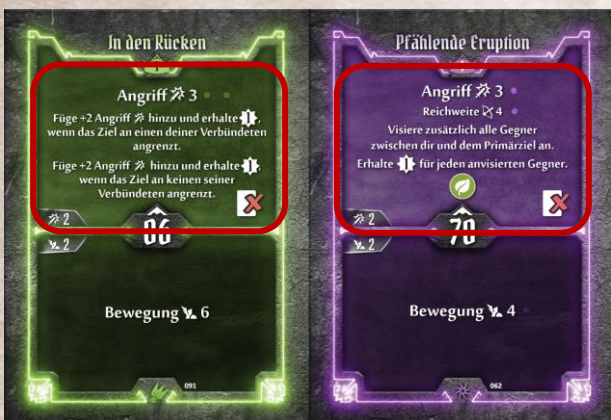 In den Rücken
Angriff 3
Füge +2 Angriff hinzu und erhalte 1,
wenn das Ziel an einen deiner Verbündeten
angrenzt.
Füge +2 Angriff hinzu und erhalte 1,
wenn das Ziel an keinen seiner
Verbündeten angrenzt.
2
86
2
Bewegung 6
091
Pfählende Eruption
Angriff 3
Reichweite 4
Visiere zusätzlich alle Gegner
zwischen dir und dem Primärziel an.
Erhalte 1 für jeden anvisierten Gegner.
2
70
2
Bewegung 4
062